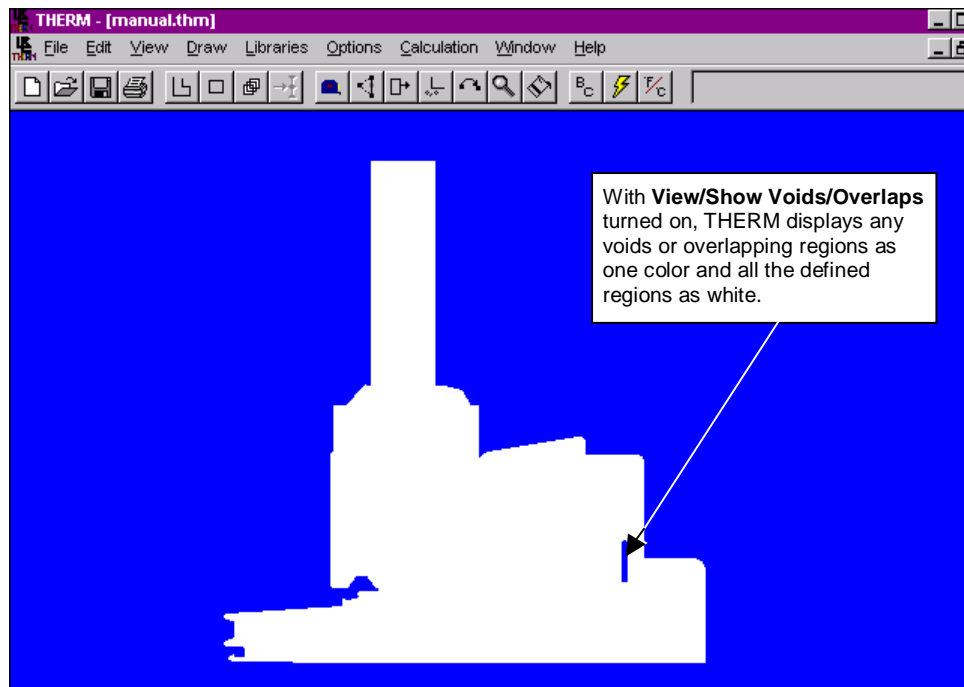 THERM - [manual.thm]
File Edit View Draw Libraries Options Calculation Window Help
BC F/C
With View/Show Voids/Overlaps
turned on, THERM displays any
voids or overlapping regions as
one color and all the defined
regions as white.